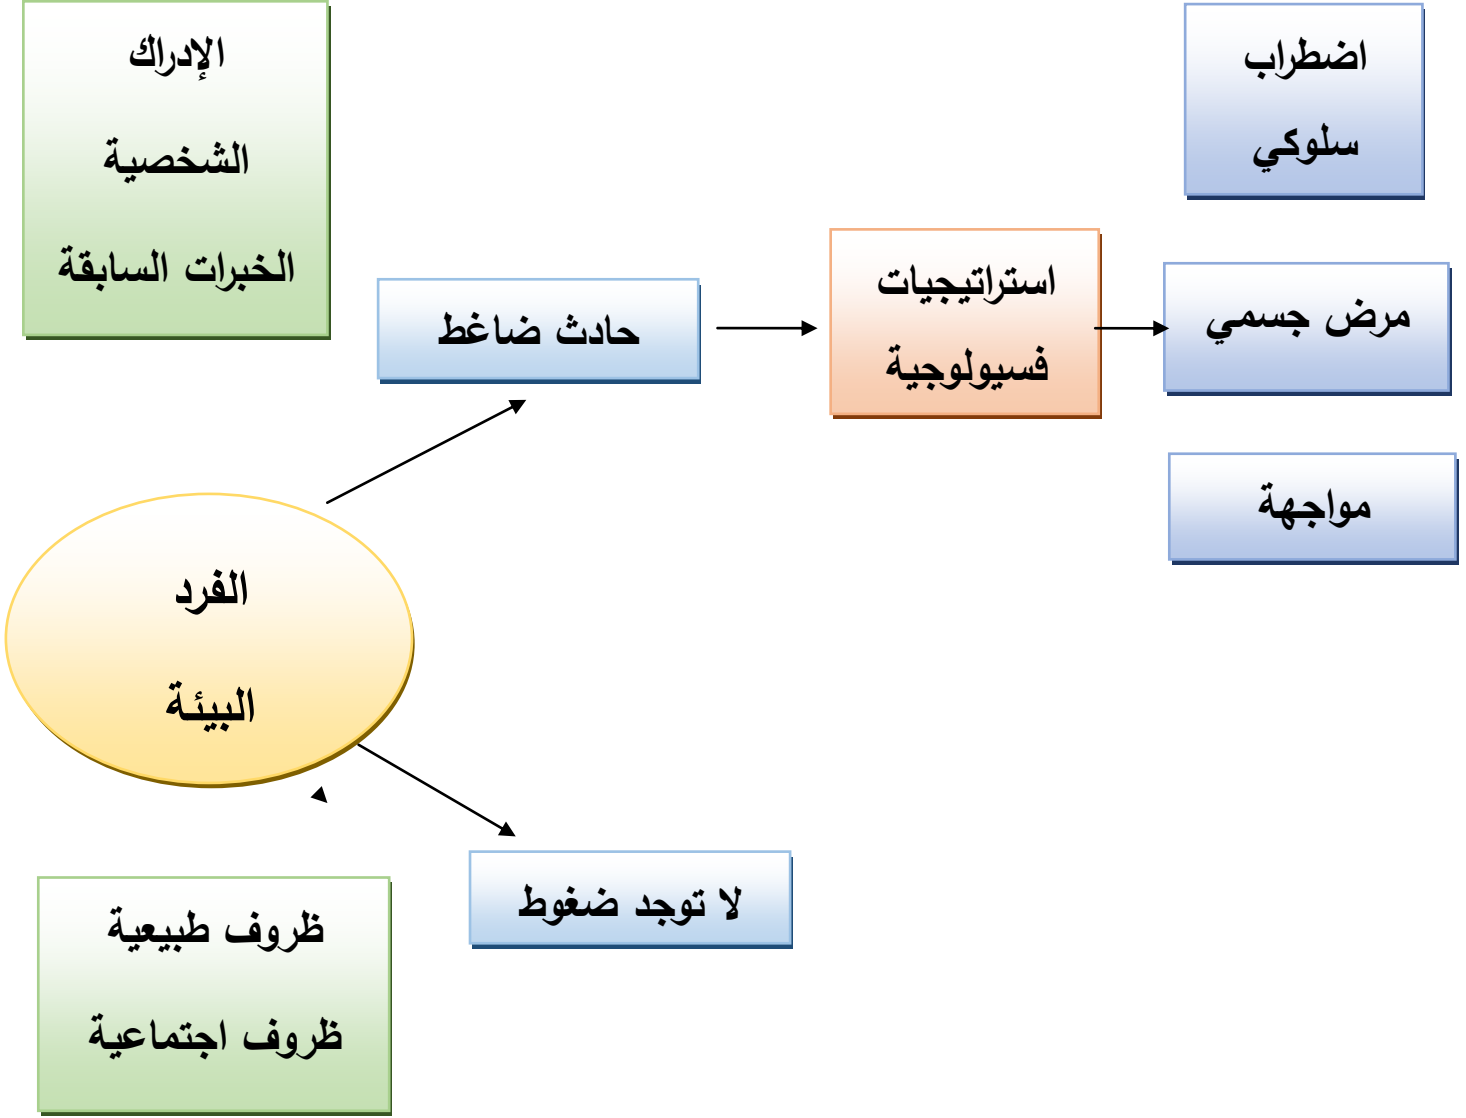 الإدراك
الشخصية
الخبرات السابقة
اضطراب
سلوكي
استراتيجيات
فسيولوجية
حادث ضاغط
مرض جسمي
مواجهة
الفرد
البيئة
لا توجد ضغوط
ظروف طبيعية
ظروف اجتماعية